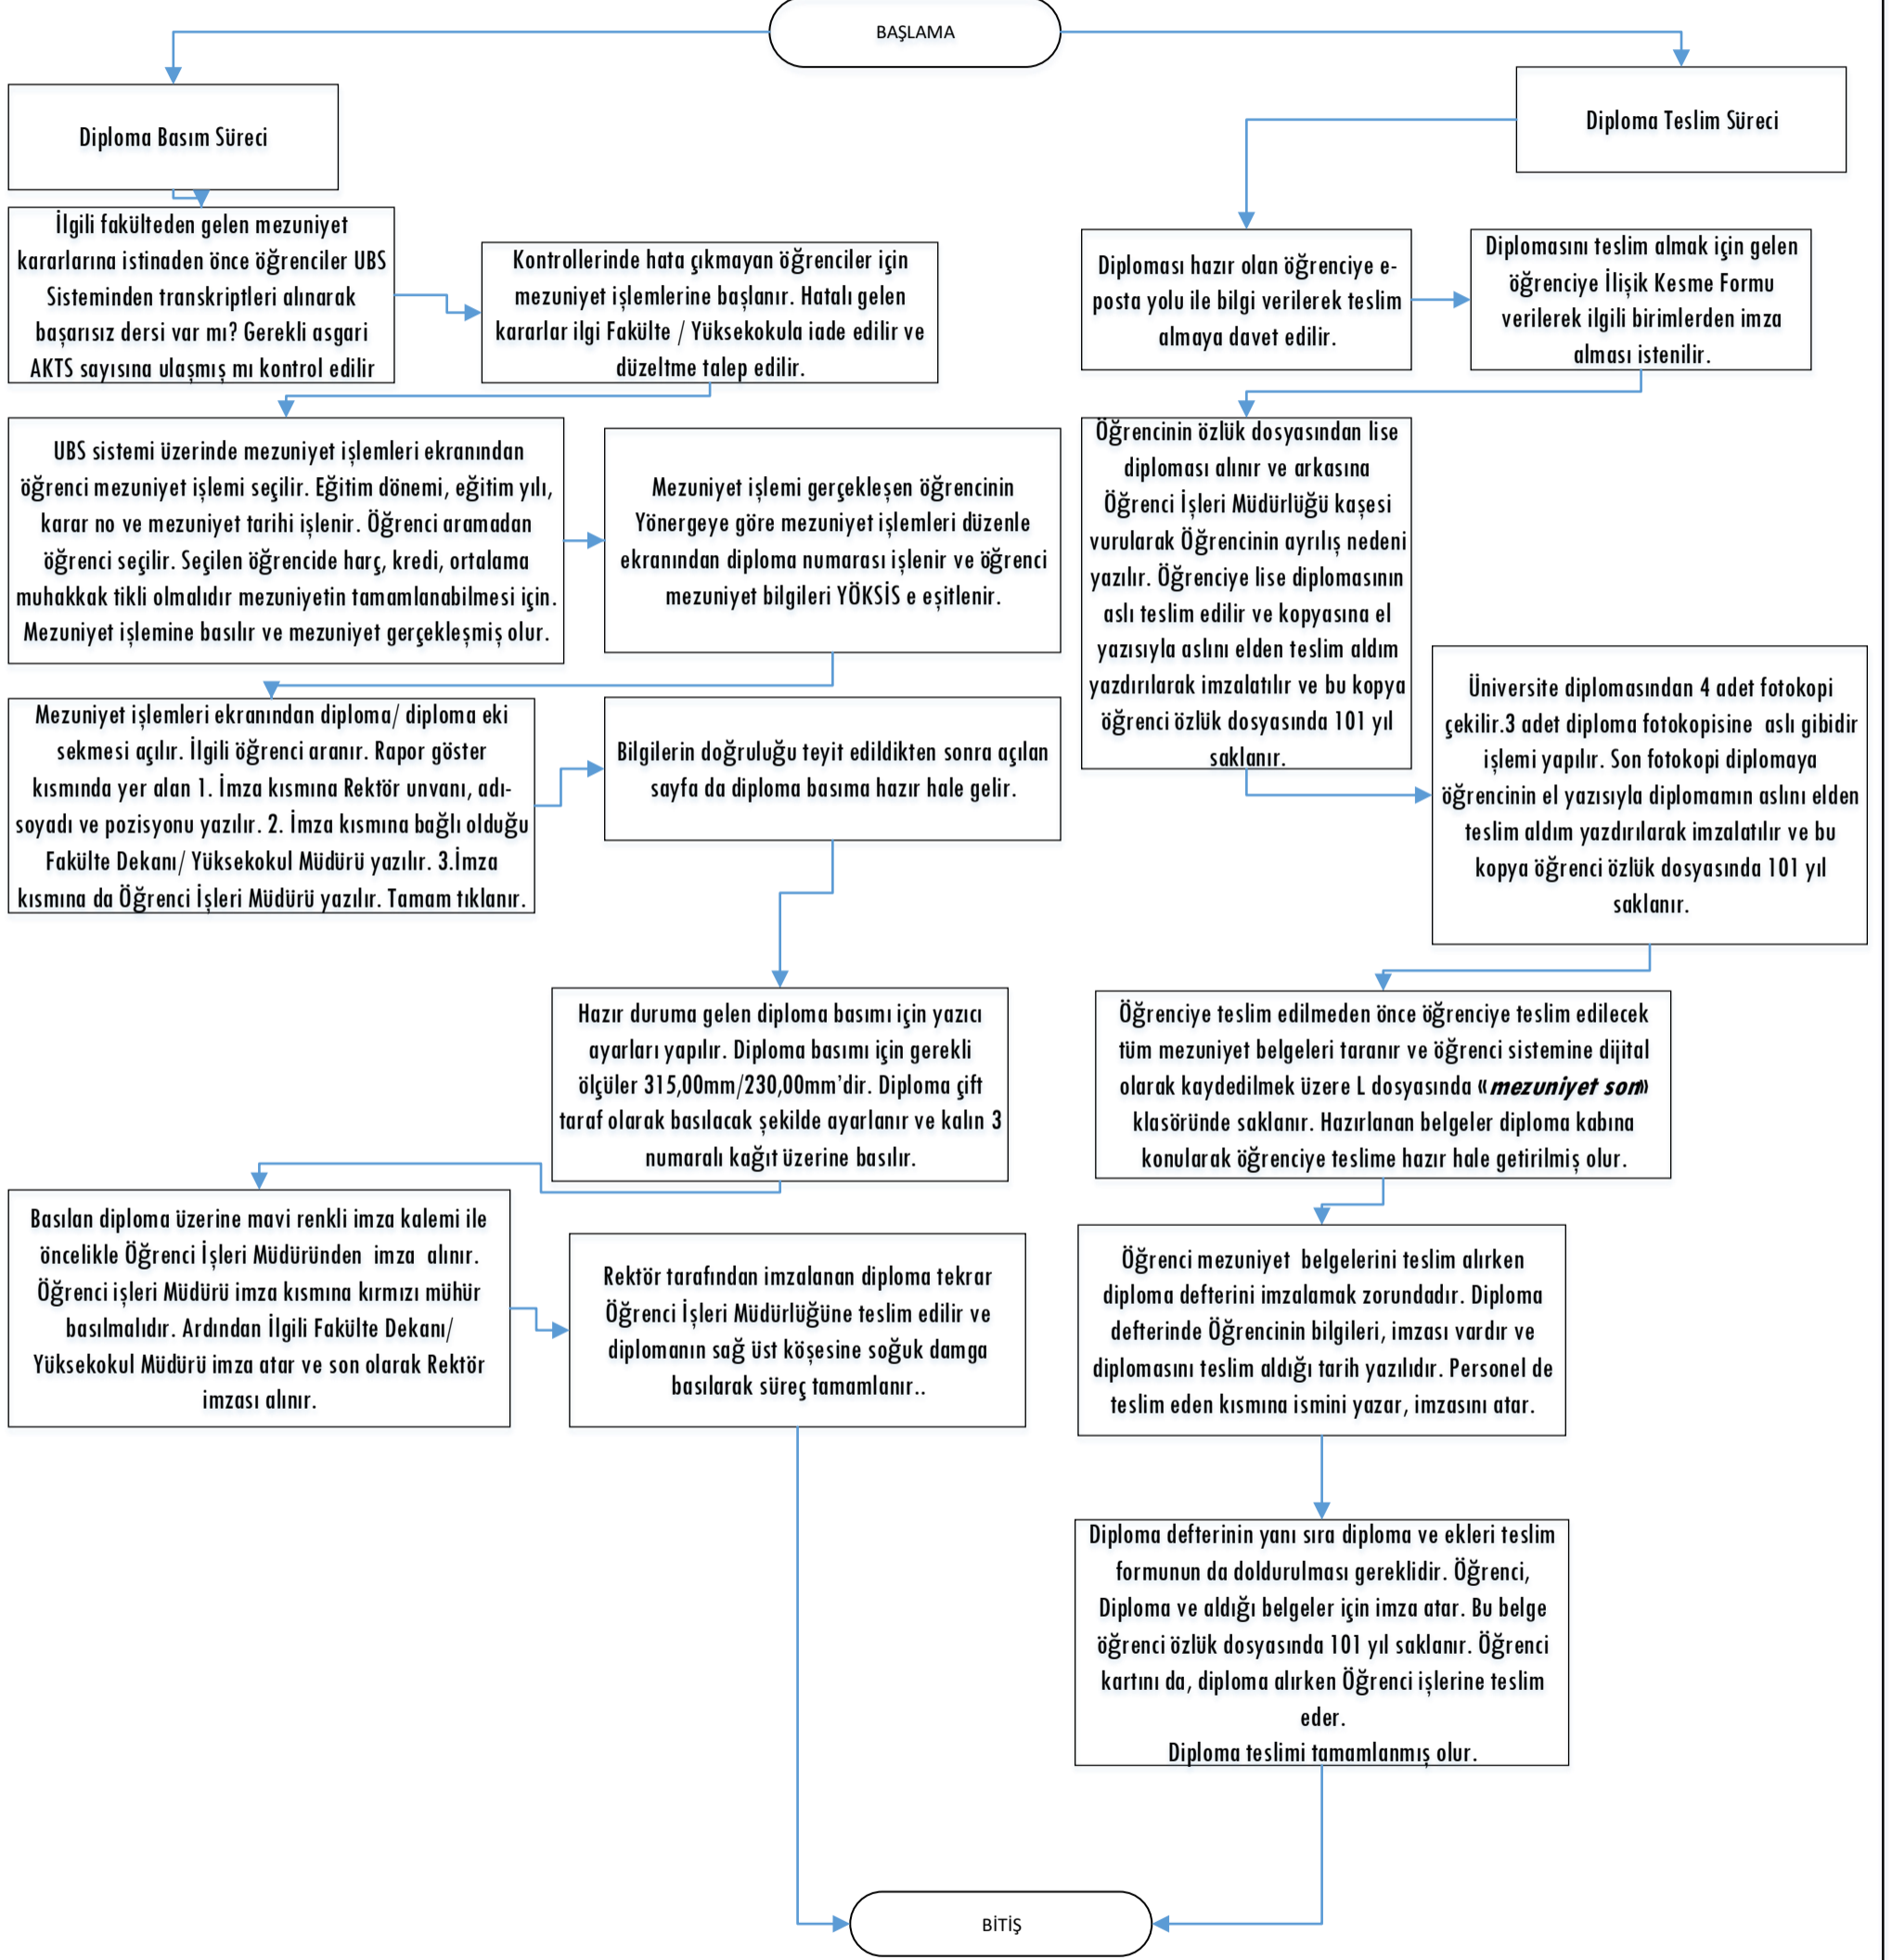 BAŞLAMA
Diploma Basım Süreci
İlgili fakülteden gelen mezuniyet
kararlarına istinaden önce öğrenciler UBS
Sisteminden transkriptleri alınarak
başarısız dersi var mı? Gerekli asgari
AKTS sayısına ulaşmış mı kontrol edilir
Kontrollerinde hata çıkmayan öğrenciler için
mezuniyet işlemlerine başlanır. Hatalı gelen
kararlar ilgi Fakülte / Yüksekokula iade edilir ve
düzeltme talep edilir.
UBS sistemi üzerinde mezuniyet işlemleri ekranından
öğrenci mezuniyet işlemi seçilir. Eğitim dönemi, eğitim yılı,
karar no ve mezuniyet tarihi işlenir. Öğrenci aramadan
öğrenci seçilir. Seçilen öğrencide harç, kredi, ortalama
muhakkak tikli olmalıdır mezuniyetin tamamlanabilmesi için.
Mezuniyet işlemine basılır ve mezuniyet gerçekleşmiş olur.
Mezuniyet işlemi gerçekleşen öğrencinin
Yönergeye göre mezuniyet işlemleri düzenle
ekranından diploma numarası işlenir ve öğrenci
mezuniyet bilgileri YÖKSİS e eşitlenir.
Mezuniyet işlemleri ekranından diploma/ diploma eki
sekmesi açılır. İlgili öğrenci aranır. Rapor göster
kısmında yer alan 1. İmza kısmına Rektör unvanı, adı-
soyadı ve pozisyonu yazılır. 2. İmza kısmına bağlı olduğu
Fakülte Dekanı/ Yüksekokul Müdürü yazılır. 3.İmza
kısmına da Öğrenci İşleri Müdürü yazılır. Tamam tıklanır.
Bilgilerin doğruluğu teyit edildikten sonra açılan
sayfa da diploma basıma hazır hale gelir.
Hazır duruma gelen diploma basımı için yazıcı
ayarları yapılır. Diploma basımı için gerekli
ölçüler 315,00mm/230,00mm’dir. Diploma çift
taraf olarak basılacak şekilde ayarlanır ve kalın 3
numaralı kağıt üzerine basılır.
Basılan diploma üzerine mavi renkli imza kalemi ile
öncelikle Öğrenci İşleri Müdüründen imza alınır.
Öğrenci işleri Müdürü imza kısmına kırmızı mühür
basılmalıdır. Ardından İlgili Fakülte Dekanı/
Yüksekokul Müdürü imza atar ve son olarak Rektör
imzası alınır.
Rektör tarafından imzalanan diploma tekrar
Öğrenci İşleri Müdürlüğüne teslim edilir ve
diplomanın sağ üst köşesine soğuk damga
basılarak süreç tamamlanır..
Diploma Teslim Süreci
Diploması hazır olan öğrenciye e-
posta yolu ile bilgi verilerek teslim
almaya davet edilir.
Diplomasını teslim almak için gelen
öğrenciye İlişik Kesme Formu
verilerek ilgili birimlerden imza
alması istenilir.
Öğrencinin özlük dosyasından lise
diploması alınır ve arkasına
Öğrenci İşleri Müdürlüğü kaşesi
vurularak Öğrencinin ayrılış nedeni
yazılır. Öğrenciye lise diplomasının
aslı teslim edilir ve kopyasına el
yazısıyla aslını elden teslim aldım
yazdırılarak imzalatılır ve bu kopya
öğrenci özlük dosyasında 101 yıl
saklanır.
Üniversite diplomasından 4 adet fotokopi
çekilir.3 adet diploma fotokopisine aslı gibidir
işlemi yapılır. Son fotokopi diplomaya
öğrencinin el yazısıyla diplomamın aslını elden
teslim aldım yazdırılarak imzalatılır ve bu
kopya öğrenci özlük dosyasında 101 yıl
saklanır.
Öğrenciye teslim edilmeden önce öğrenciye teslim edilecek
tüm mezuniyet belgeleri taranır ve öğrenci sistemine dijital
olarak kaydedilmek üzere L dosyasında «mezuniyet son»
klasöründe saklanır. Hazırlanan belgeler diploma kabına
konularak öğrenciye teslime hazır hale getirilmiş olur.
Öğrenci mezuniyet belgelerini teslim alırken
diploma defterini imzalamak zorundadır. Diploma
defterinde Öğrencinin bilgileri, imzası vardır ve
diplomasını teslim aldığı tarih yazılıdır. Personel de
teslim eden kısmına ismini yazar, imzasını atar.
Diploma defterinin yanı sıra diploma ve ekleri teslim
formunun da doldurulması gereklidir. Öğrenci,
Diploma ve aldığı belgeler için imza atar. Bu belge
öğrenci özlük dosyasında 101 yıl saklanır. Öğrenci
kartını da, diploma alırken Öğrenci işlerine teslim
eder.
Diploma teslimi tamamlanmış olur.
BİTİŞ